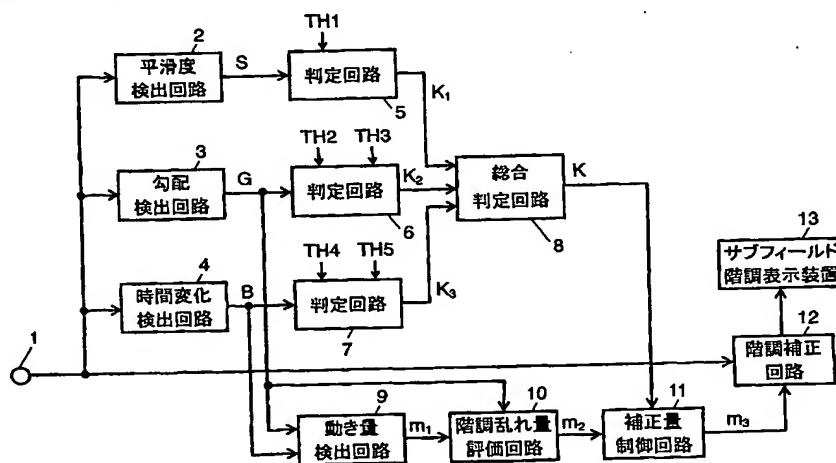 TH1
2
平滑度
検出回路
S
判定回路
5
K₁
TH2
TH3
3
勾配
検出回路
G
判定回路
6
K₂
総合
判定回路
8
K
TH4
TH5
4
時間変化
検出回路
B
判定回路
7
K₃
13
サブフィールド
階調表示装置
1
12
階調補正
回路
9
動き量
検出回路
m₁
10
階調乱れ量
評価回路
m₂
11
補正量
制御回路
m₃